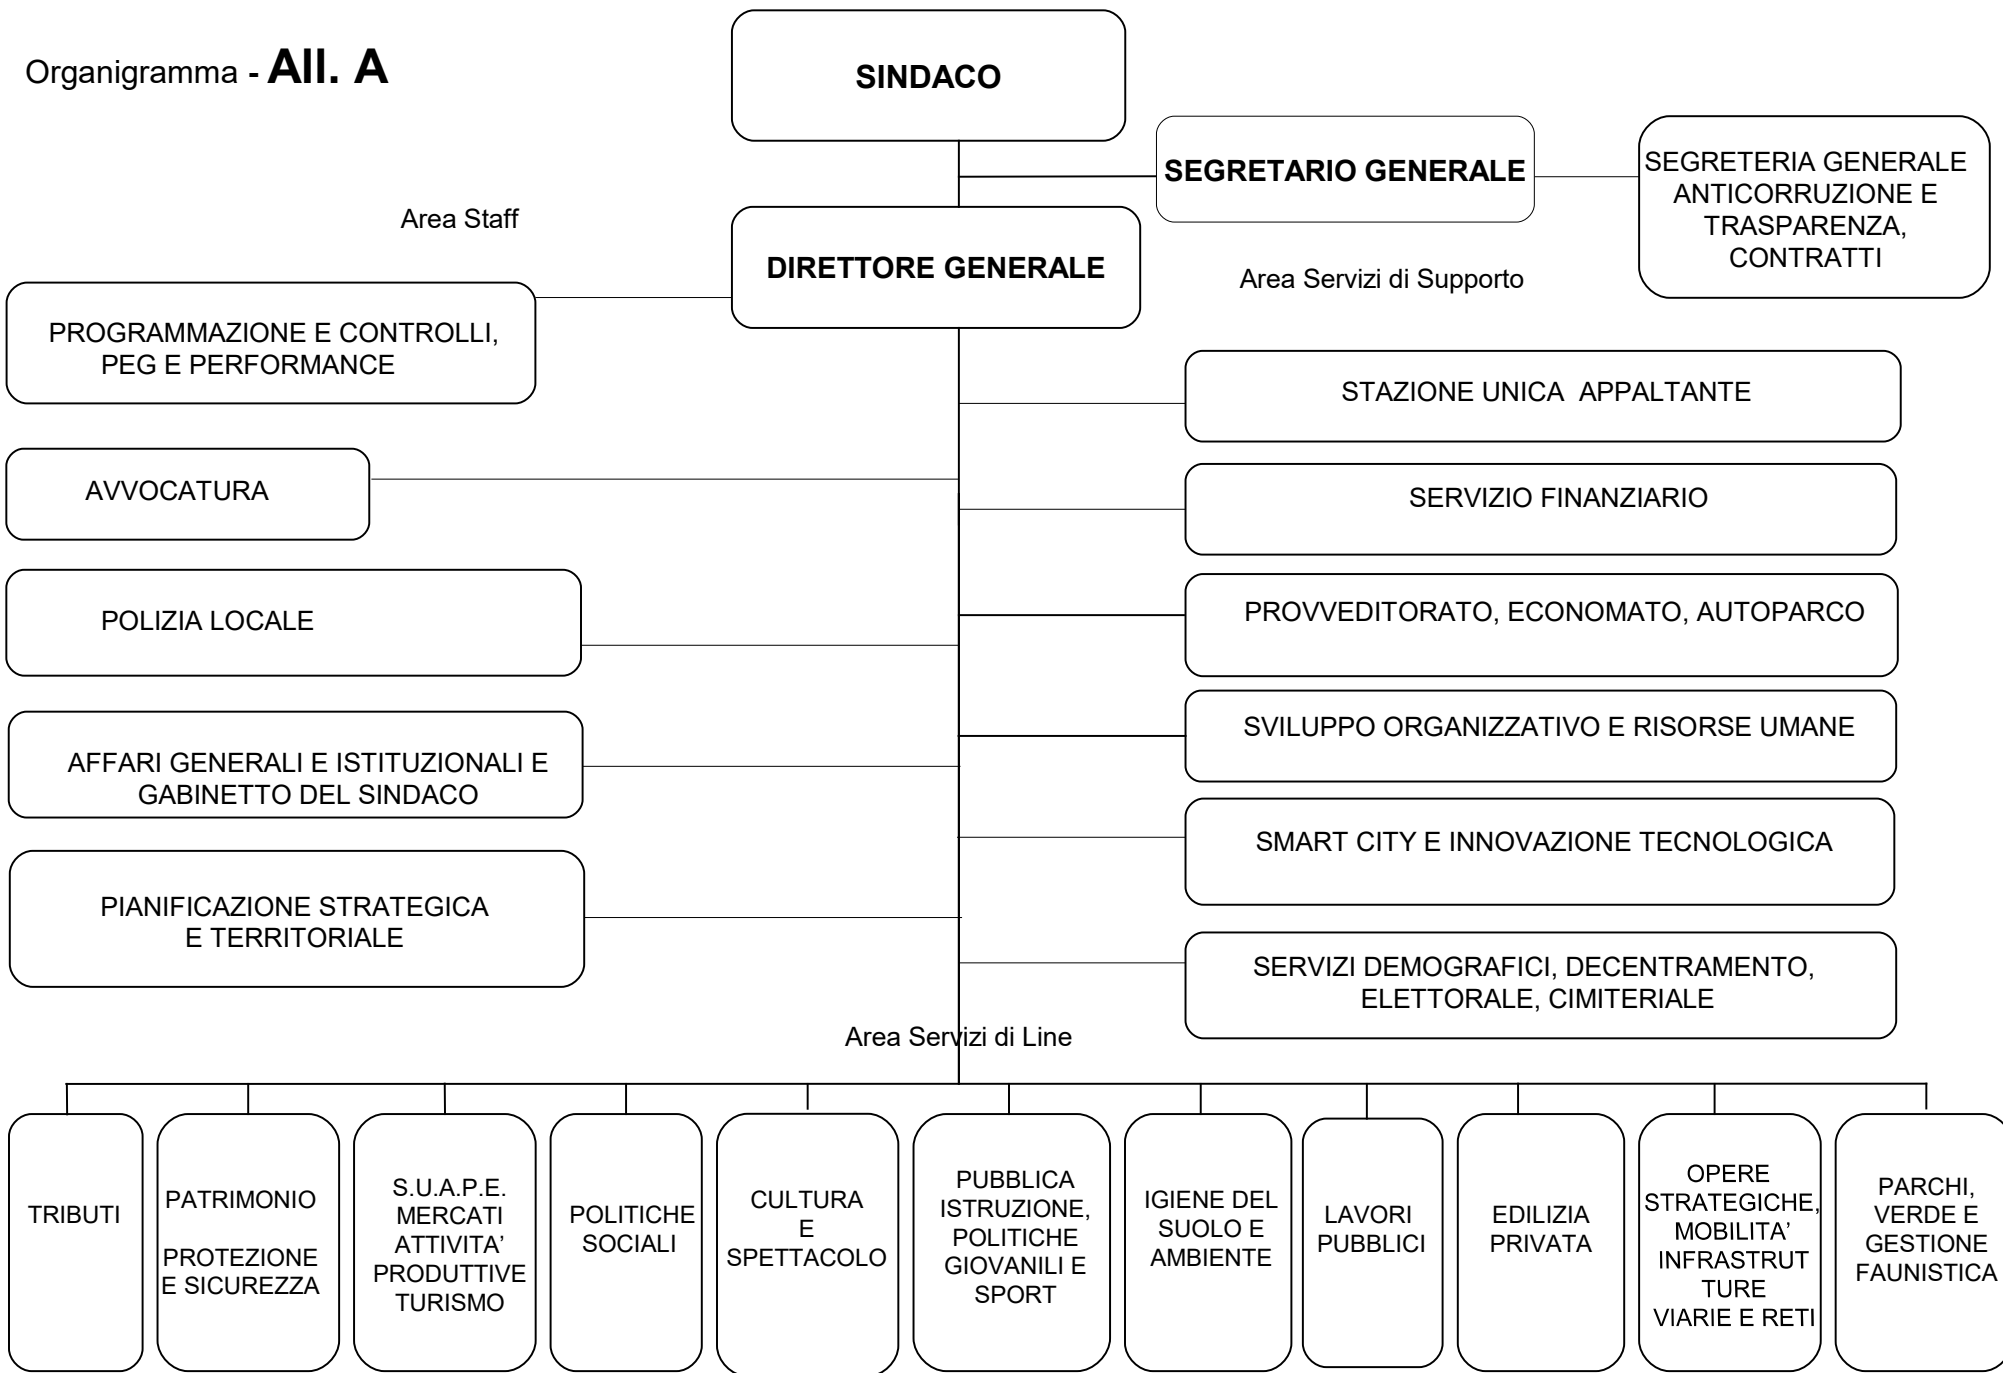 Organigramma - All. A
SINDACO
SEGRETARIO GENERALE
SEGRETERIA GENERALE
ANTICORRUZIONE E
TRASPARENZA,
CONTRATTI
Area Staff
DIRETTORE GENERALE
Area Servizi di Supporto
PROGRAMMAZIONE E CONTROLLI,
PEG E PERFORMANCE
AVVOCATURA
POLIZIA LOCALE
AFFARI GENERALI E ISTITUZIONALI E
GABINETTO DEL SINDACO
PIANIFICAZIONE STRATEGICA
E TERRITORIALE
STAZIONE UNICA APPALTANTE
SERVIZIO FINANZIARIO
PROVVEDITORATO, ECONOMATO, AUTOPARCO
SVILUPPO ORGANIZZATIVO E RISORSE UMANE
SMART CITY E INNOVAZIONE TECNOLOGICA
SERVIZI DEMOGRAFICI, DECENTRAMENTO,
ELETTORALE, CIMITERIALE
Area Servizi di Line
TRIBUTI
PATRIMONIO
PROTEZIONE
E SICUREZZA
S.U.A.P.E.
MERCATI
ATTIVITA’
PRODUTTIVE
TURISMO
POLITICHE
SOCIALI
CULTURA
E
SPETTACOLO
PUBBLICA
ISTRUZIONE,
POLITICHE
GIOVANILI E
SPORT
IGIENE DEL
SUOLO E
AMBIENTE
LAVORI
PUBBLICI
EDILIZIA
PRIVATA
OPERE
STRATEGICHE,
MOBILITA’
INFRASTRUT
TURE
VIARIE E RETI
PARCHI,
VERDE E
GESTIONE
FAUNISTICA